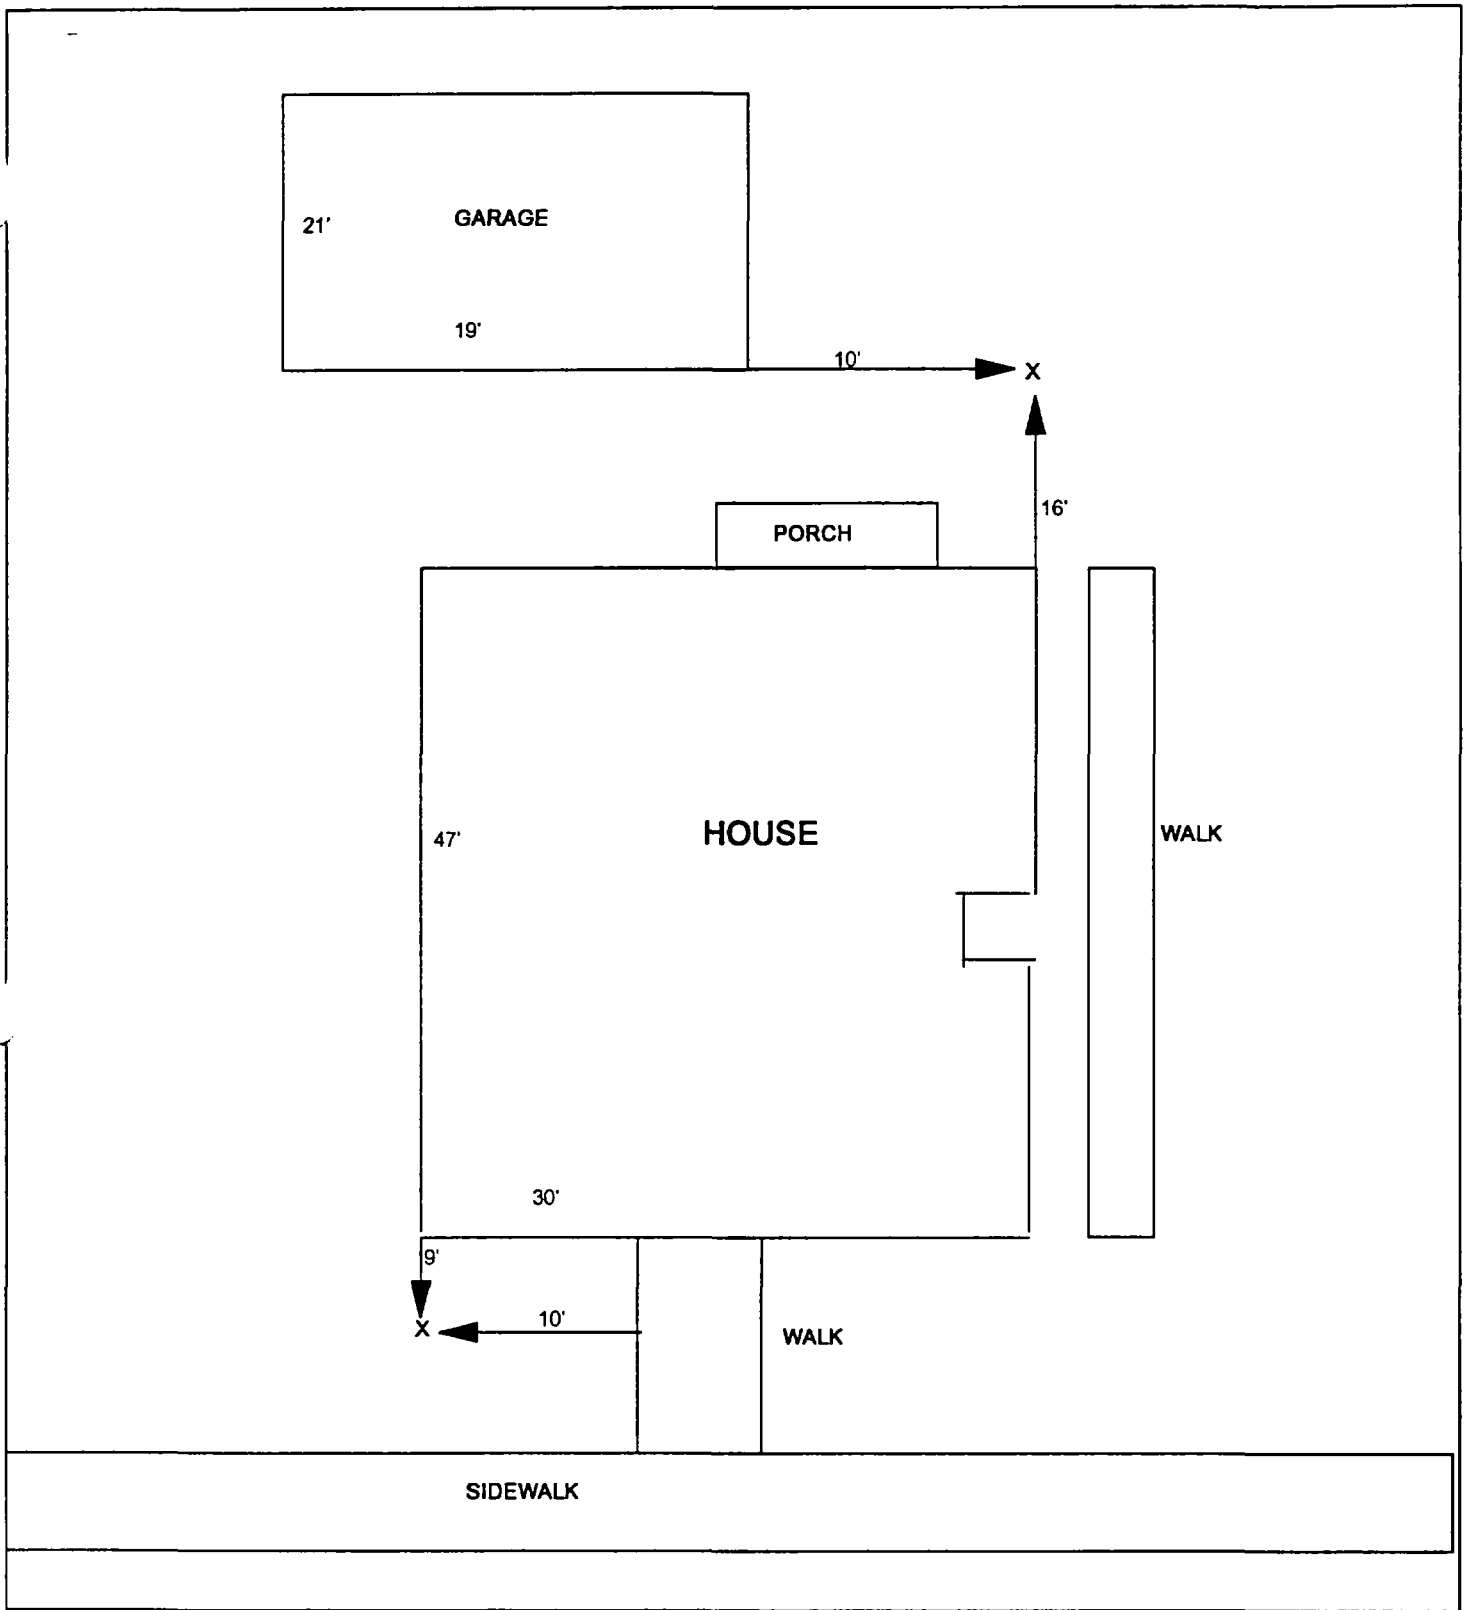 21'
GARAGE
19'
10'
X
16'
PORCH
47'
HOUSE
WALK
30'
9'
X
10'
WALK
SIDEWALK